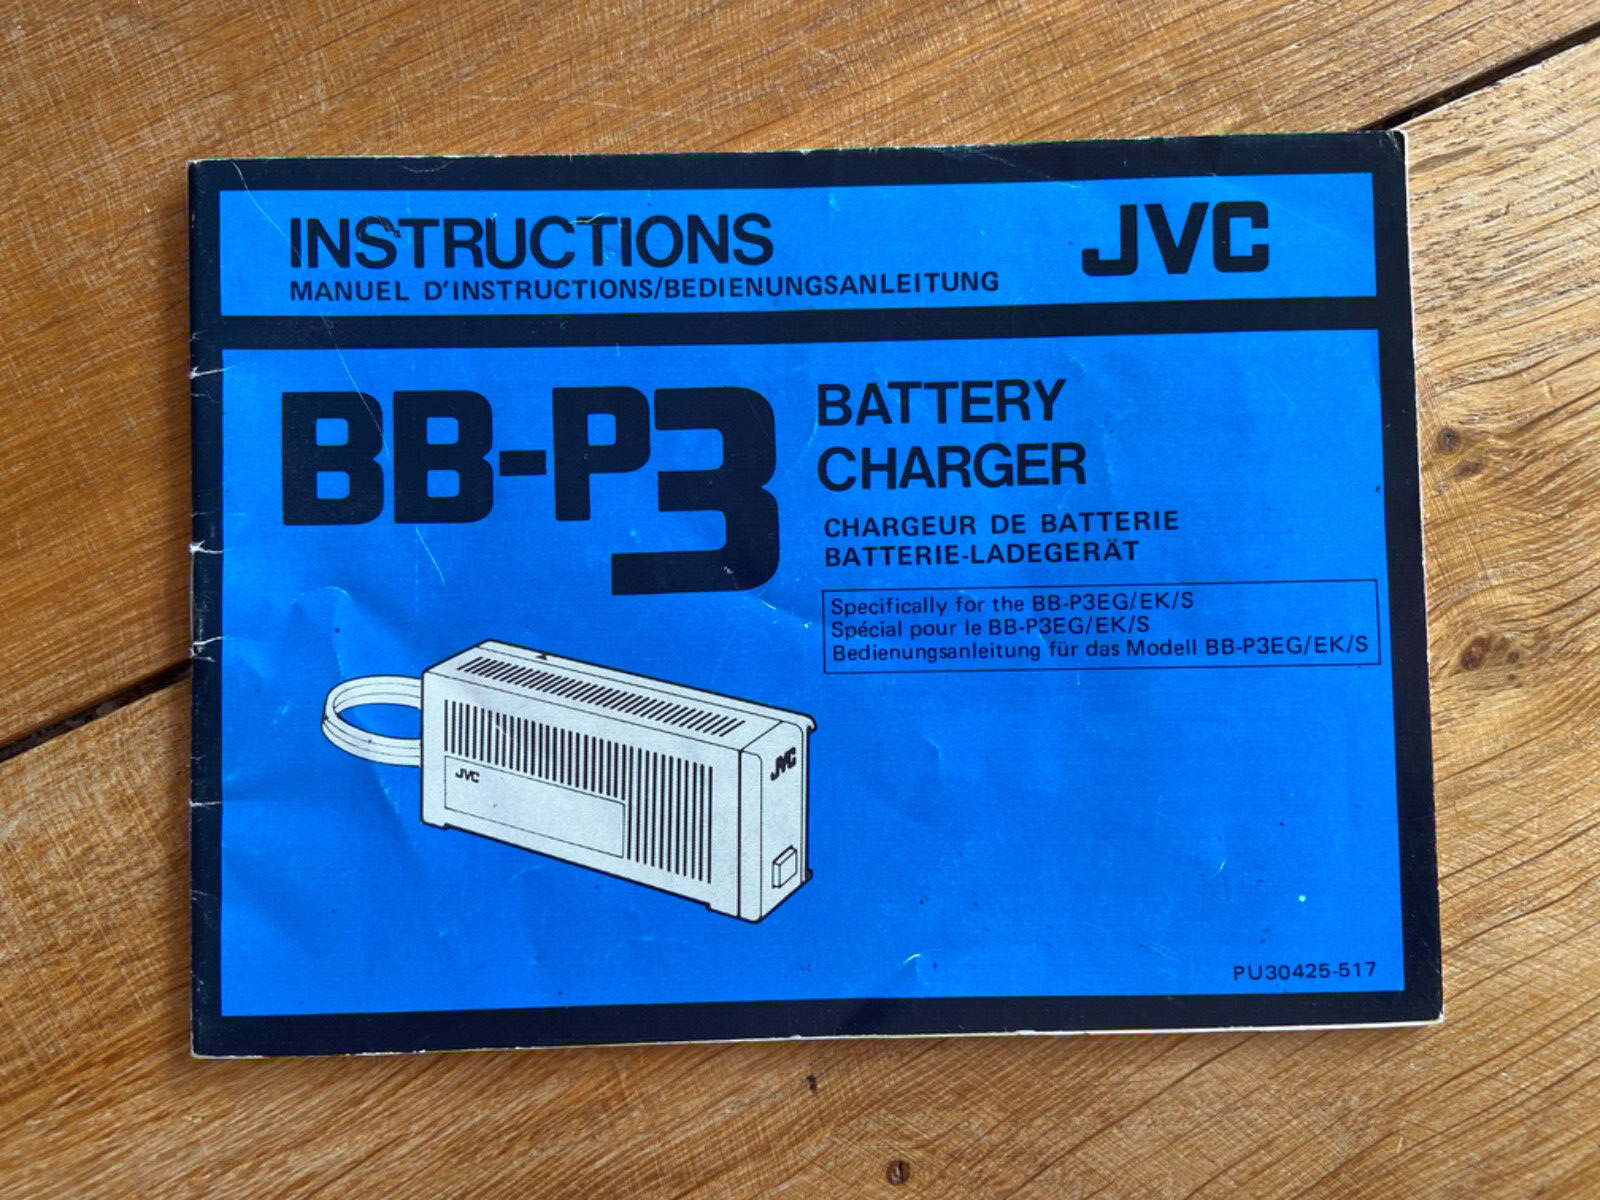 INSTRUCTIONS
MANUEL D'INSTRUCTIONS/BEDIENUNGSANLEITUNG
JVC
BB-P3
BATTERY
CHARGER
CHARGEUR DE BATTERIE
BATTERIE-LADEGERÄT
Specifically for the BB-P3EG/EK/S
Spécial pour le BB-P3EG/EK/S
Bedienungsanleitung für das Modell BB-P3EG/EK/S
JVC
JVC
PU30425-517